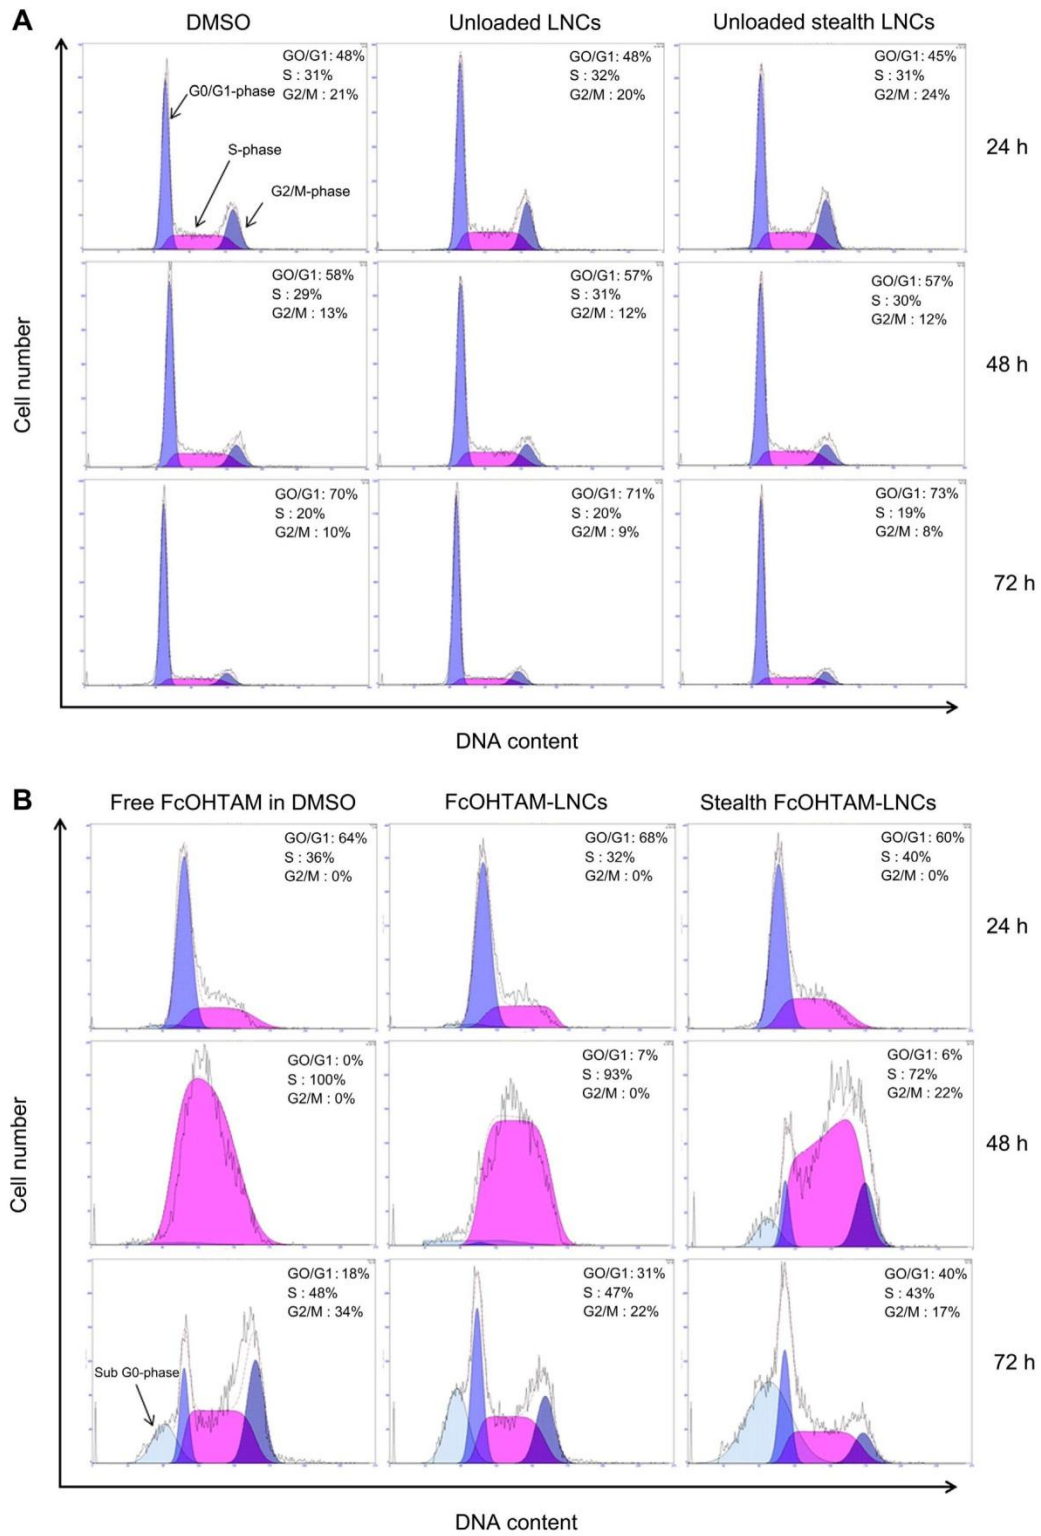 A
DMSO
Unloaded LNCs
Unloaded stealth LNCs
GO/G1: 48%
S : 31%
G2/M : 21%
G0/G1-phase
S-phase
G2/M-phase
GO/G1: 48%
S : 32%
G2/M : 20%
GO/G1: 45%
S : 31%
G2/M : 24%
24 h
GO/G1: 58%
S : 29%
G2/M : 13%
GO/G1: 57%
S : 31%
G2/M : 12%
GO/G1: 57%
S : 30%
G2/M : 12%
48 h
GO/G1: 70%
S : 20%
G2/M : 10%
GO/G1: 71%
S : 20%
G2/M : 9%
GO/G1: 73%
S : 19%
G2/M : 8%
72 h
Cell number
DNA content
B
Free FcOHTAM in DMSO
FcOHTAM-LNCs
Stealth FcOHTAM-LNCs
GO/G1: 64%
S : 36%
G2/M : 0%
GO/G1: 68%
S : 32%
G2/M : 0%
GO/G1: 60%
S : 40%
G2/M : 0%
24 h
GO/G1: 0%
S : 100%
G2/M : 0%
GO/G1: 7%
S : 93%
G2/M : 0%
GO/G1: 6%
S : 72%
G2/M : 22%
48 h
GO/G1: 18%
S : 48%
G2/M : 34%
Sub G0-phase
GO/G1: 31%
S : 47%
G2/M : 22%
GO/G1: 40%
S : 43%
G2/M : 17%
72 h
Cell number
DNA content